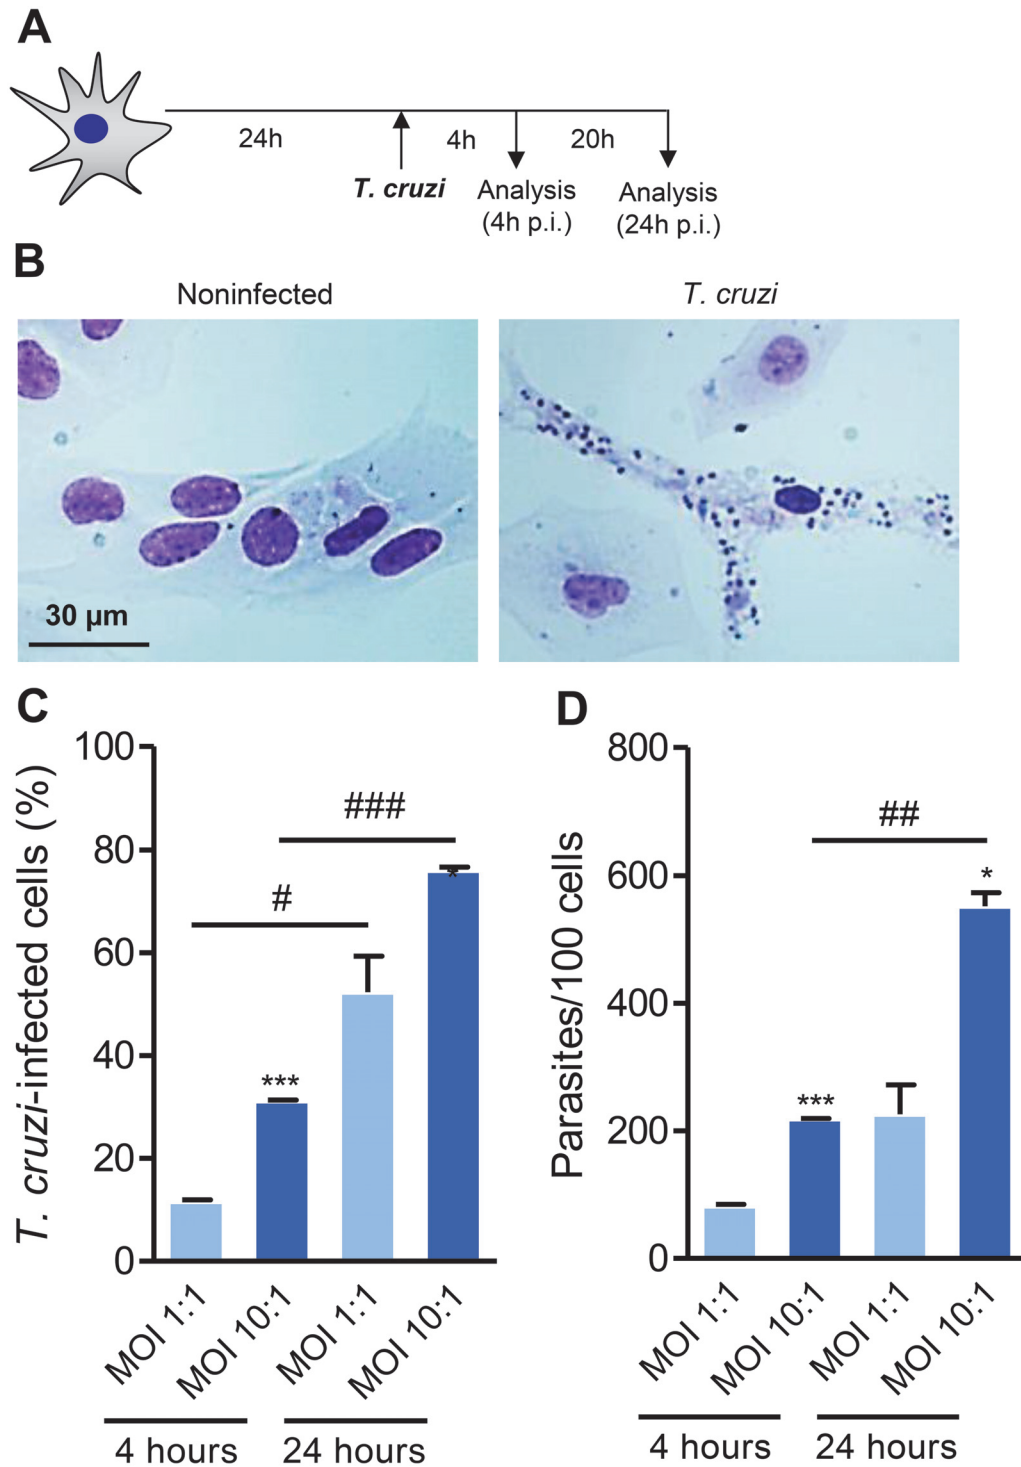 A
24h
4h
20h
T. cruzi
Analysis
(4h p.i.)
Analysis
(24h p.i.)
B
Noninfected
T. cruzi
30 µm
C
T. cruzi-infected cells (%)
100
80
60
40
20
0
###
#
***
*
MOI 1:1
MOI 10:1
MOI 1:1
MOI 10:1
4 hours
24 hours
D
Parasites/100 cells
800
600
400
200
0
##
*
***
MOI 1:1
MOI 10:1
MOI 1:1
MOI 10:1
4 hours
24 hours